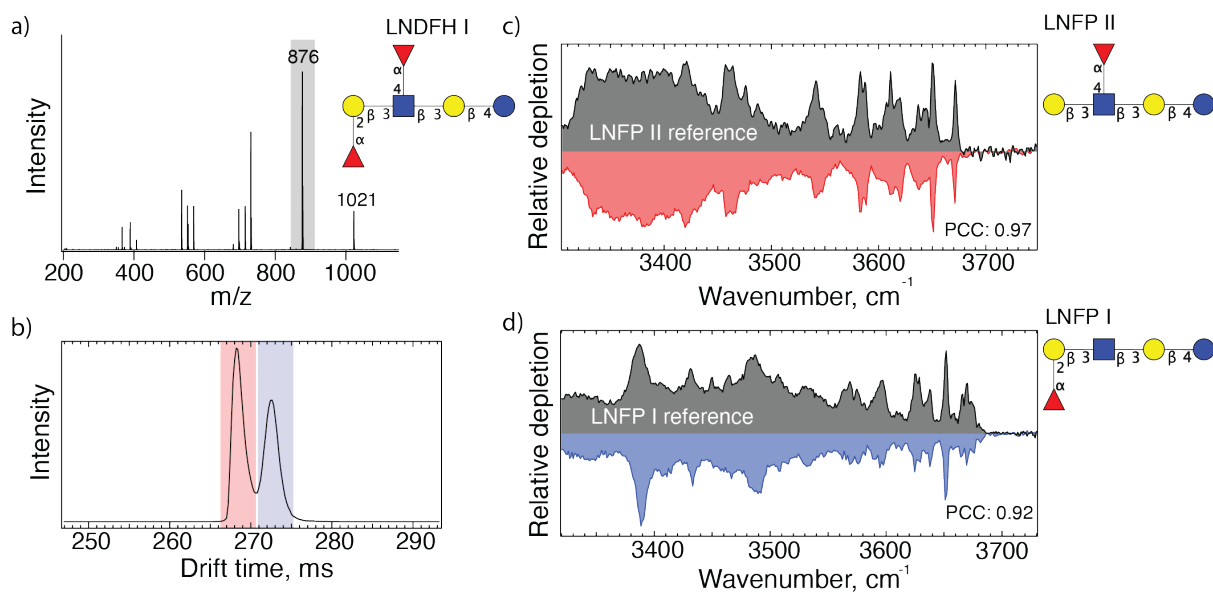 a)
LNDFH I
876
1021
α
4
β 3
β 3
β 4
2
α
Intensity
200 400 600 800 1000
m/z
b)
Intensity
250 260 270 280 290
Drift time, ms
c)
LNFP II
α
4
β 3
β 3
β 4
Relative depletion
LNFP II reference
PCC: 0.97
3400 3500 3600 3700
Wavenumber, cm-1
d)
LNFP I
β 3
β 3
β 4
2
α
Relative depletion
LNFP I reference
PCC: 0.92
3400 3500 3600 3700
Wavenumber, cm-1